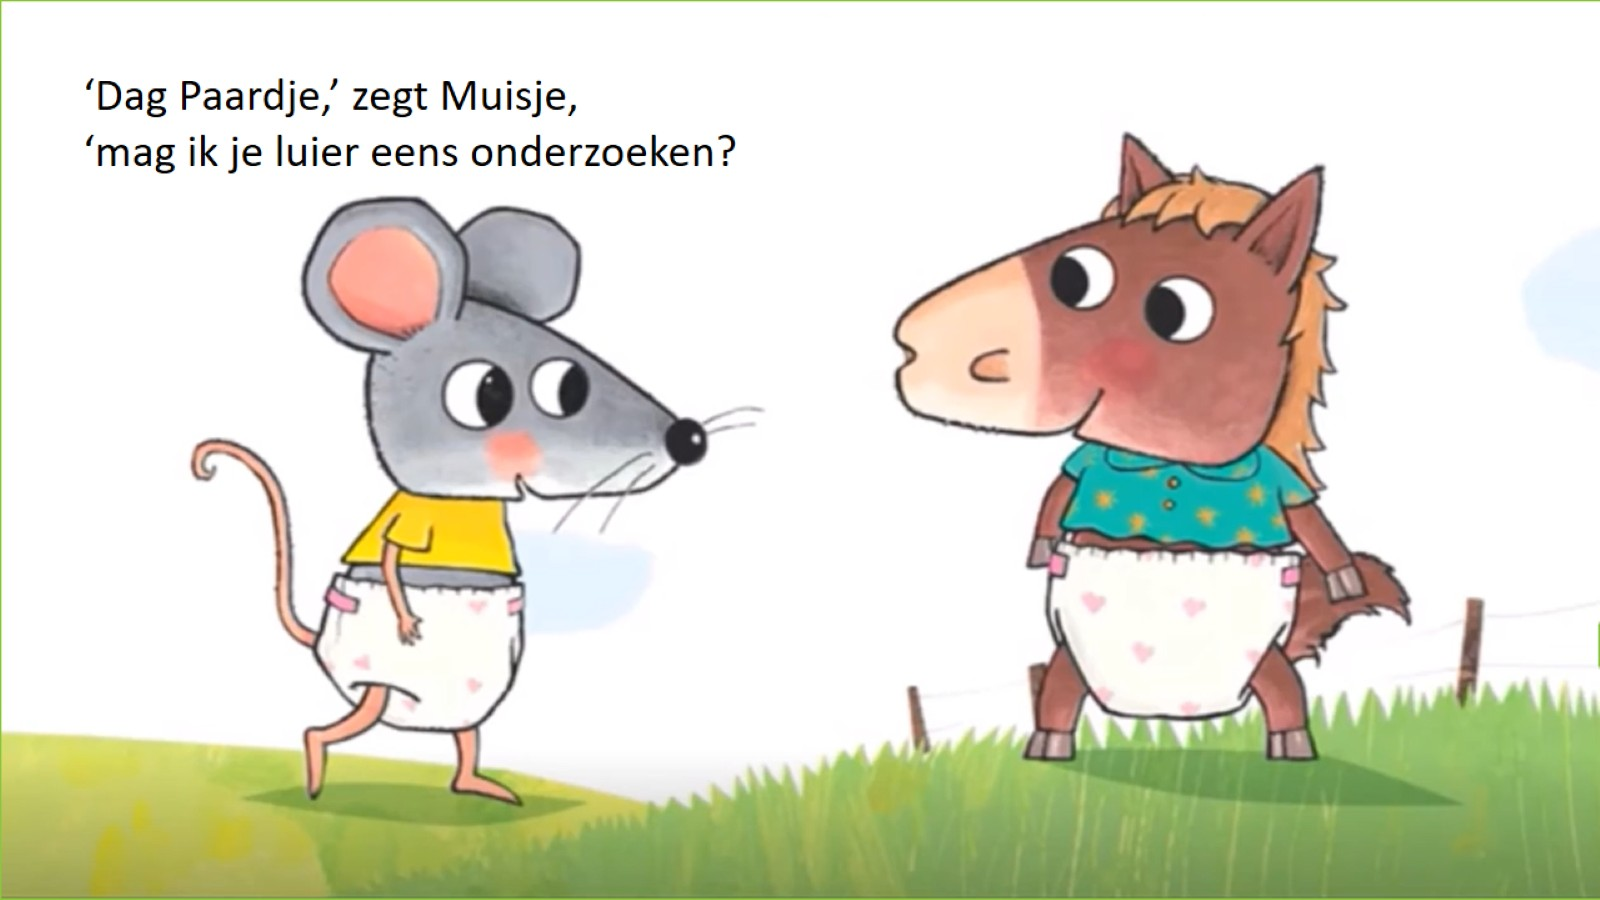 ‘Dag Paardje,’ zegt Muisje,
‘mag ik je luier eens onderzoeken?